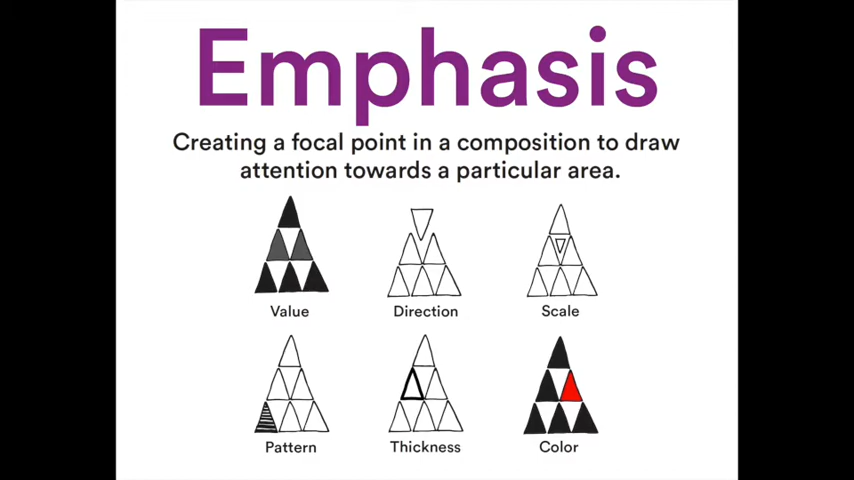 Emphasis
Creating a focal point in a composition to draw
attention towards a particular area.
Value
Direction
Scale
Pattern
Thickness
Color